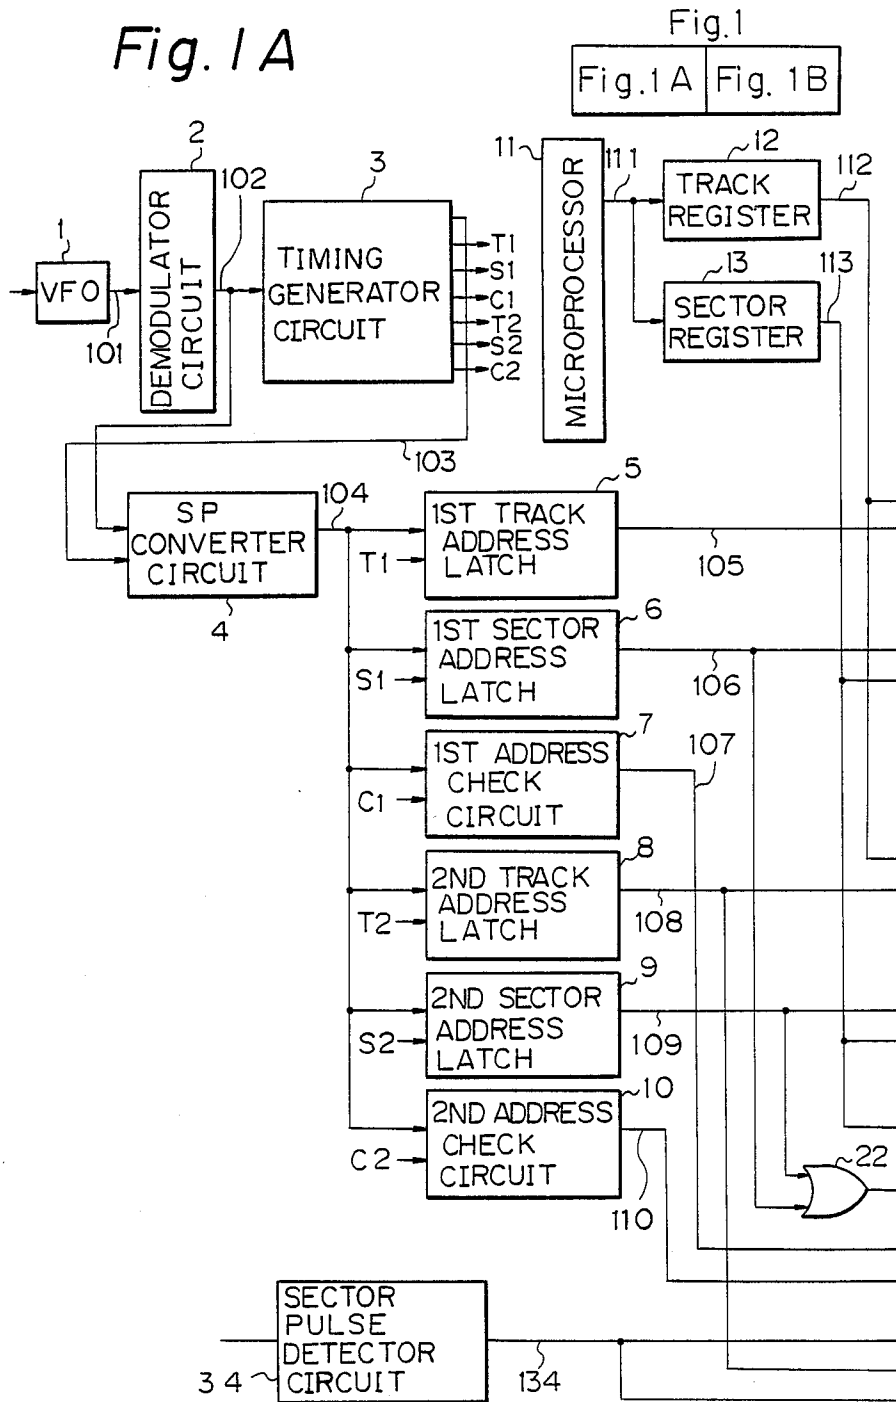 Fig. 1A
Fig. 1
Fig. 1A
Fig. 1B
1
VFO
101
2
DEMODULATOR
CIRCUIT
102
3
TIMING
GENERATOR
CIRCUIT
T1
S1
C1
T2
S2
C2
103
11
MICROPROCESSOR
111
12
TRACK
REGISTER
112
13
SECTOR
REGISTER
113
SP
CONVERTER
CIRCUIT
4
104
5
1ST TRACK
ADDRESS
LATCH
T1
105
6
1ST SECTOR
ADDRESS
LATCH
S1
106
7
1ST ADDRESS
CHECK
CIRCUIT
C1
107
8
2ND TRACK
ADDRESS
LATCH
T2
108
9
2ND SECTOR
ADDRESS
LATCH
S2
109
10
2ND ADDRESS
CHECK
CIRCUIT
C2
110
22
SECTOR
PULSE
DETECTOR
CIRCUIT
34
134